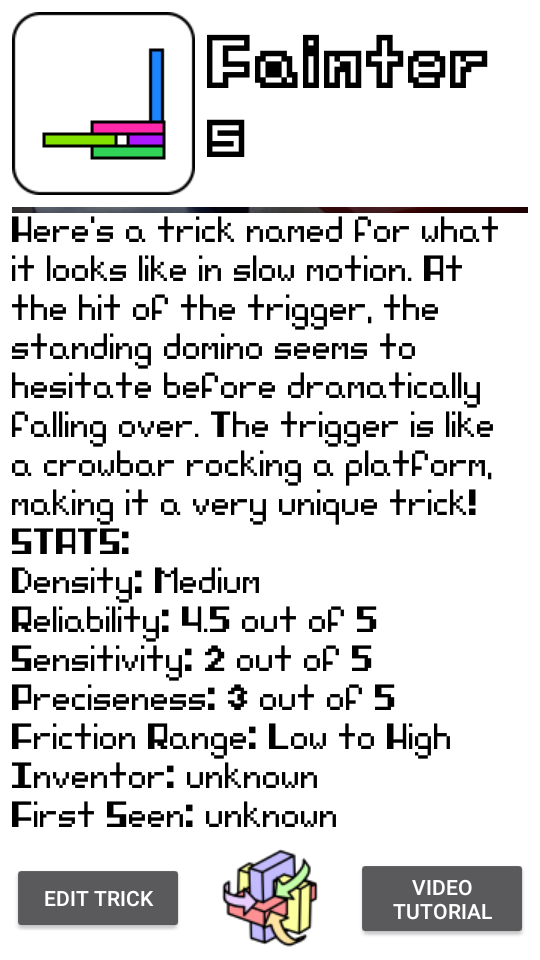 Fainter
s
Here's a trick named for what
it looks like in slow motion. At
the hit of the trigger, the
standing domino seems to
hesitate before dramatically
falling over. The trigger is like
a crowbar rocking a platform,
making it a very unique trick!
STATS:
Density: Medium
Reliability: 4.5 out of 5
Sensitivity: 2 out of 5
Preciseness: 3 out of 5
Friction Range: Low to High
Inventor: unknown
First Seen: unknown
EDIT TRICK
VIDEO
TUTORIAL